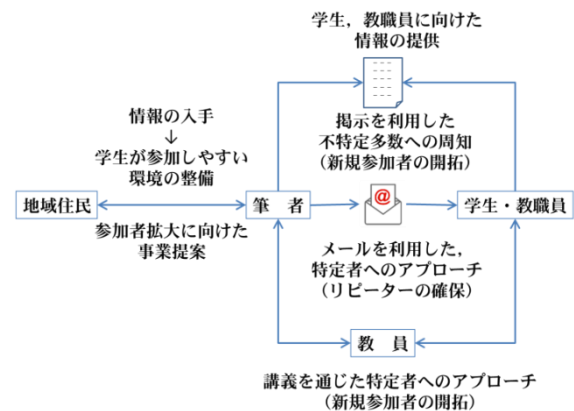 学生，教職員に向けた
情報の提供
掲示を利用した
不特定多数への周知
（新規参加者の開拓）
情報の入手
↓
学生が参加しやすい
環境の整備
地域住民
筆　者
@
学生・教職員
参加者拡大に向けた
事業提案
メールを利用した，
特定者へのアプローチ
（リピーターの確保）
教　員
講義を通じた特定者へのアプローチ
（新規参加者の開拓）